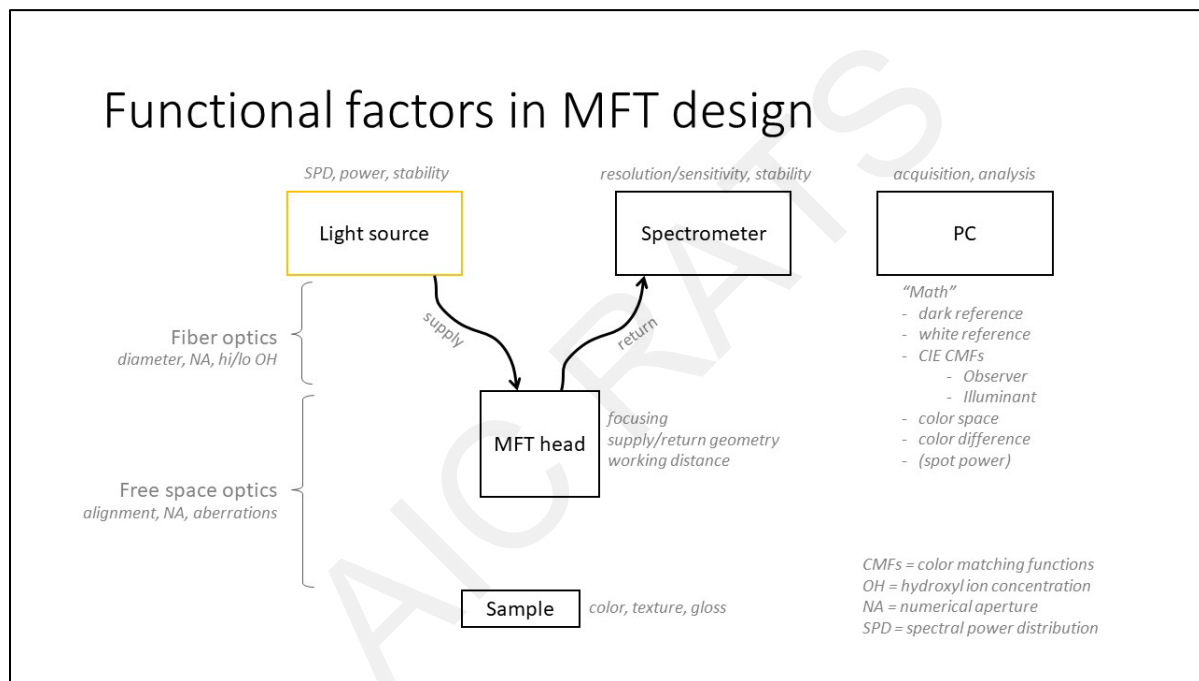 Functional factors in MFT design
SPD, power, stability
Light source
resolution/sensitivity, stability
Spectrometer
acquisition, analysis
PC
supply
return
Fiber optics
diameter, NA, hi/lo OH
MFT head
focusing
supply/return geometry
working distance
Free space optics
alignment, NA, aberrations
Sample
color, texture, gloss
“Math”
- dark reference
- white reference
- CIE CMFs
- Observer
- Illuminant
- color space
- color difference
- (spot power)
CMFs = color matching functions
OH = hydroxyl ion concentration
NA = numerical aperture
SPD = spectral power distribution
AIC RATS